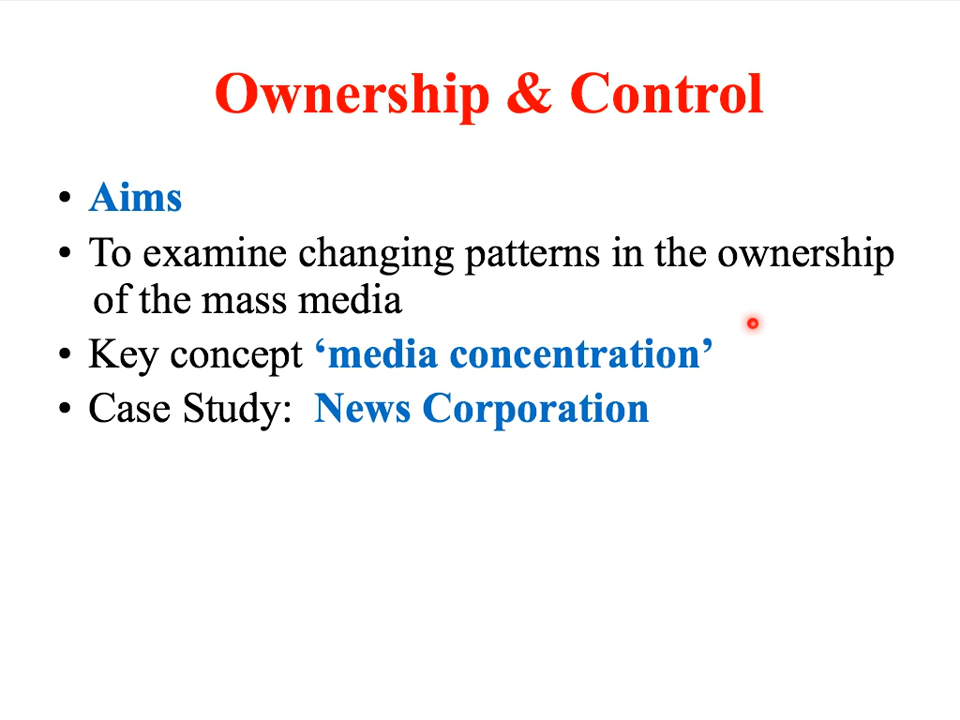 Ownership & Control
• Aims
• To examine changing patterns in the ownership
of the mass media
• Key concept ‘media concentration’
• Case Study:  News Corporation